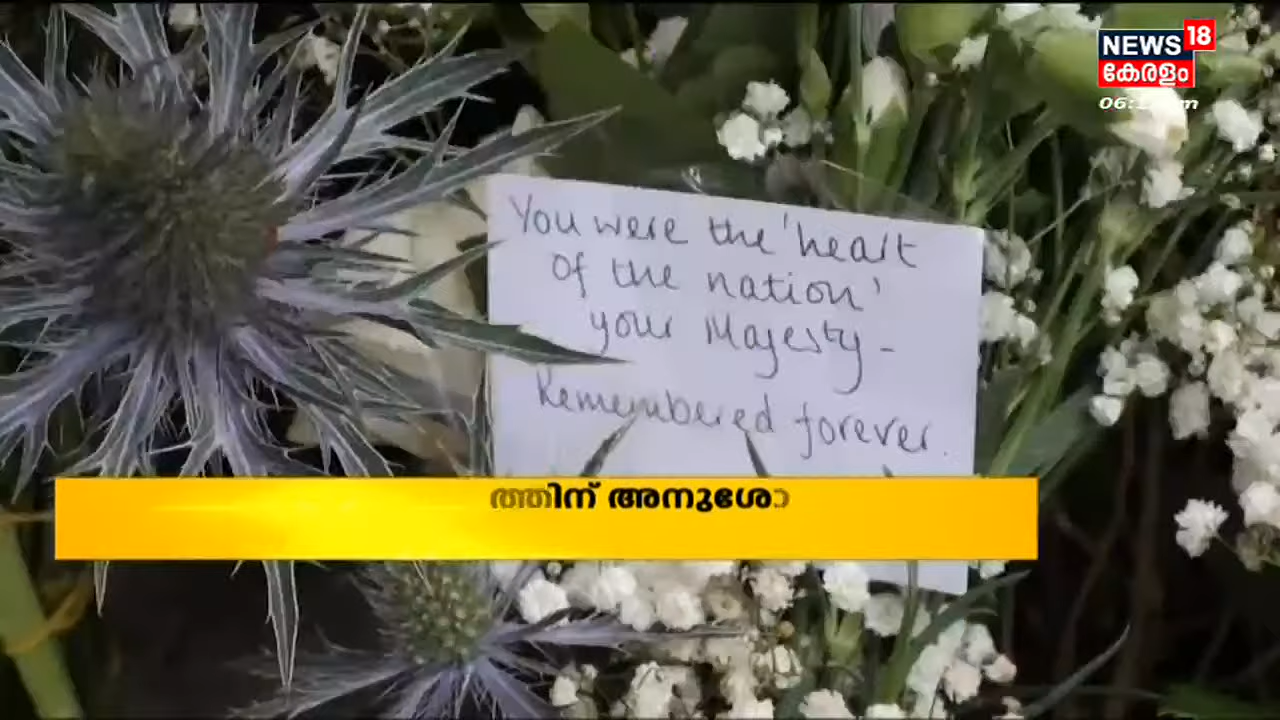 NEWS 18
കേരളം
You were the 'heart
of the nation'
your Majesty -
Remembered forever.
ത്തിന് അനുശോ